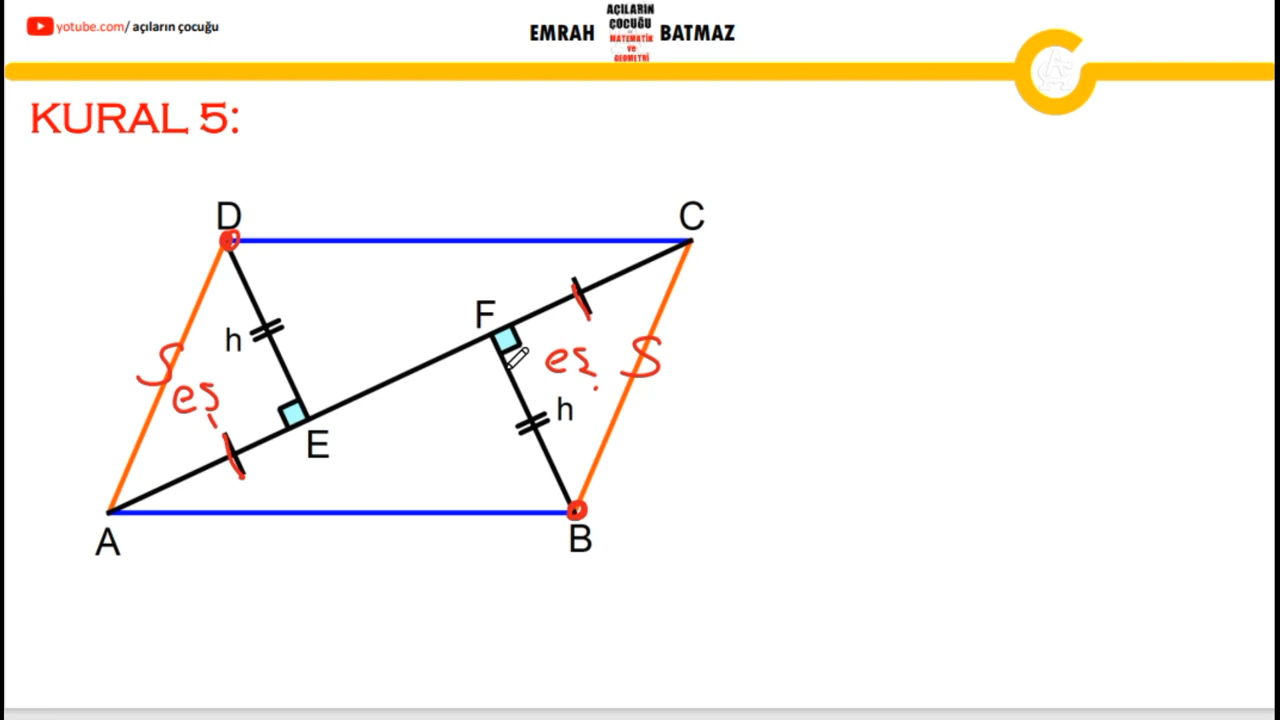 yotube.com/ açıların çocuğu
AÇILARIN
ÇOCUĞU
EMRAH
BATMAZ
MATEMATİK
ve
GEOMETRİ
KURAL 5:
D
C
F
h
eş
S
S
eş
h
E
A
B